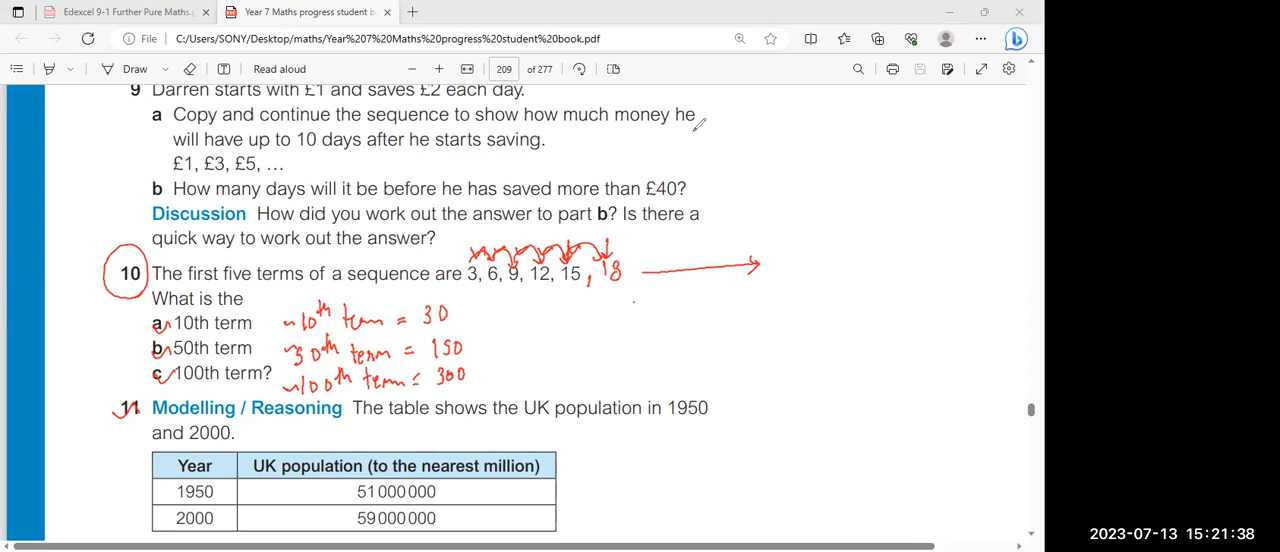 Edexcel 9-1 Further Pure Maths.p
Year 7 Maths progress student b
File C:/Users/SONY/Desktop/maths/Year%207%20Maths%20progress%20student%20book.pdf
Draw Read aloud 209 of 277
9 Darren starts with £1 and saves £2 each day.
a Copy and continue the sequence to show how much money he
will have up to 10 days after he starts saving.
£1, £3, £5, ...
b How many days will it be before he has saved more than £40?
Discussion How did you work out the answer to part b? Is there a
quick way to work out the answer?
10 The first five terms of a sequence are 3, 6, 9, 12, 15 , 18
What is the
a 10th term 10th term = 30
b 50th term 50th term = 150
c 100th term? 100th term = 300
11 Modelling / Reasoning The table shows the UK population in 1950
and 2000.
Year UK population (to the nearest million)
1950 51 000 000
2000 59 000 000
2023-07-13 15:21:38